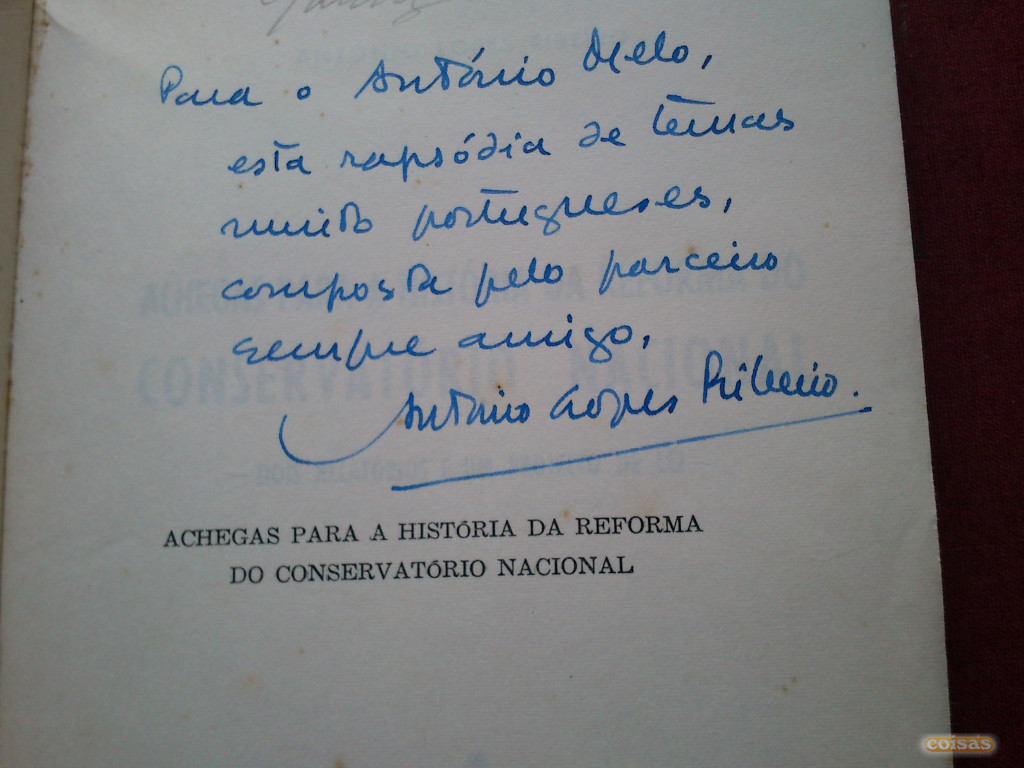 Para o António Melo,
esta rapsódia de temas
muito portugueses,
composta pelo parceiro
sempre amigo,
António Lopes Ribeiro.
ACHEGAS PARA A HISTÓRIA DA REFORMA
DO CONSERVATÓRIO NACIONAL
coisas